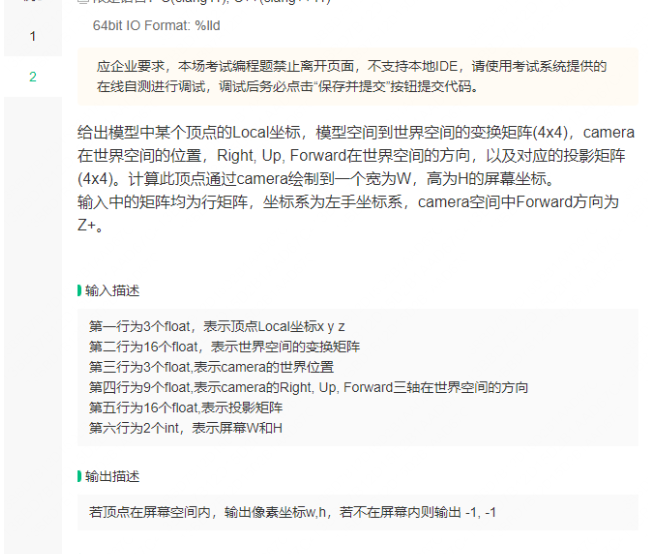 1
2
64bit IO Format: %lld
应企业要求，本场考试编程题禁止离开页面，不支持本地IDE，请使用考试系统提供的
在线自测进行调试，调试后务必点击“保存并提交”按钮提交代码。
给出模型中某个顶点的Local坐标，模型空间到世界空间的变换矩阵(4x4)，camera
在世界空间的位置，Right, Up, Forward在世界空间的方向，以及对应的投影矩阵
(4x4)。计算此顶点通过camera绘制到一个宽为W，高为H的屏幕坐标。
输入中的矩阵均为行矩阵，坐标系为左手坐标系，camera空间中Forward方向为
Z+。
输入描述
第一行为3个float，表示顶点Local坐标x y z
第二行为16个float，表示世界空间的变换矩阵
第三行为3个float,表示camera的世界位置
第四行为9个float,表示camera的Right, Up, Forward三轴在世界空间的方向
第五行为16个float,表示投影矩阵
第六行为2个int，表示屏幕W和H
输出描述
若顶点在屏幕空间内，输出像素坐标w,h，若不在屏幕内则输出 -1, -1